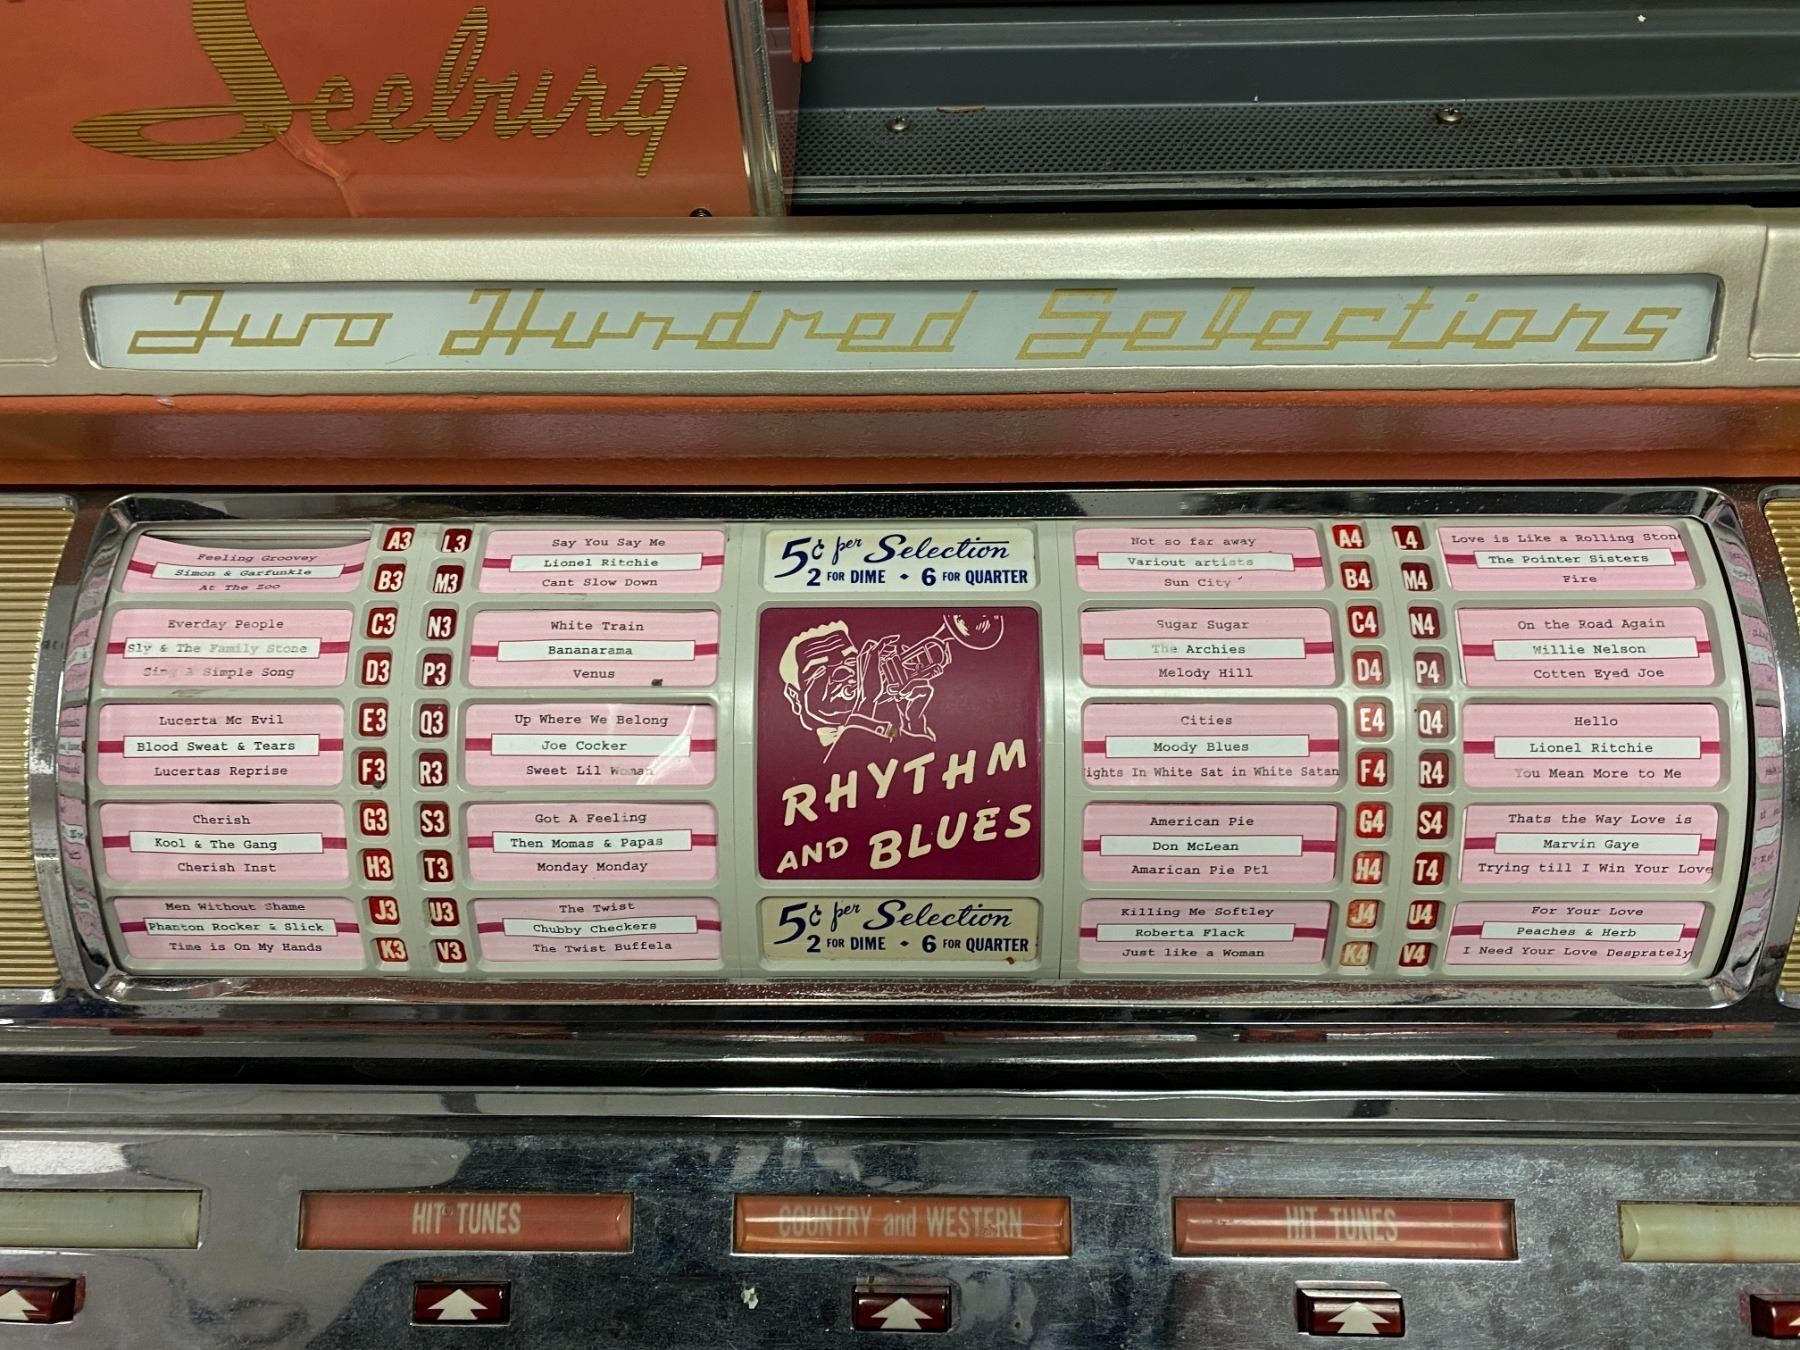 Seeburg
Two Hundred Selections
Feeling Groovey
Simon & Garfunkle
At The Zoo
A3
B3
Everday People
Sly & The Family Stone
Sing A Simple Song
C3
D3
Lucerta Mc Evil
Blood Sweat & Tears
Lucertas Reprise
E3
F3
Cherish
Kool & The Gang
Cherish Inst
G3
H3
Men Without Shame
Phanton Rocker & Slick
Time is On My Hands
J3
K3
L3
M3
Say You Say Me
Lionel Ritchie
Cant Slow Down
N3
P3
White Train
Bananarama
Venus
Q3
R3
Up Where We Belong
Joe Cocker
Sweet Lil Woman
S3
T3
Got A Feeling
Then Momas & Papas
Monday Monday
U3
V3
The Twist
Chubby Checkers
The Twist Buffela
5¢ per Selection
2 FOR DIME • 6 FOR QUARTER
RHYTHM
AND BLUES
5¢ per Selection
2 FOR DIME • 6 FOR QUARTER
Not so far away
Variout artists
Sun City
A4
B4
Sugar Sugar
The Archies
Melody Hill
C4
D4
Cities
Moody Blues
ights In White Sat in White Satan
E4
F4
American Pie
Don McLean
Amarican Pie Pt1
G4
H4
Killing Me Softley
Roberta Flack
Just like a Woman
J4
K4
L4
M4
Love is Like a Rolling Stone
The Pointer Sisters
Fire
N4
P4
On the Road Again
Willie Nelson
Cotten Eyed Joe
Q4
R4
Hello
Lionel Ritchie
You Mean More to Me
S4
T4
Thats the Way Love is
Marvin Gaye
Trying till I Win Your Love
U4
V4
For Your Love
Peaches & Herb
I Need Your Love Desprately
HIT TUNES
COUNTRY and WESTERN
HIT TUNES